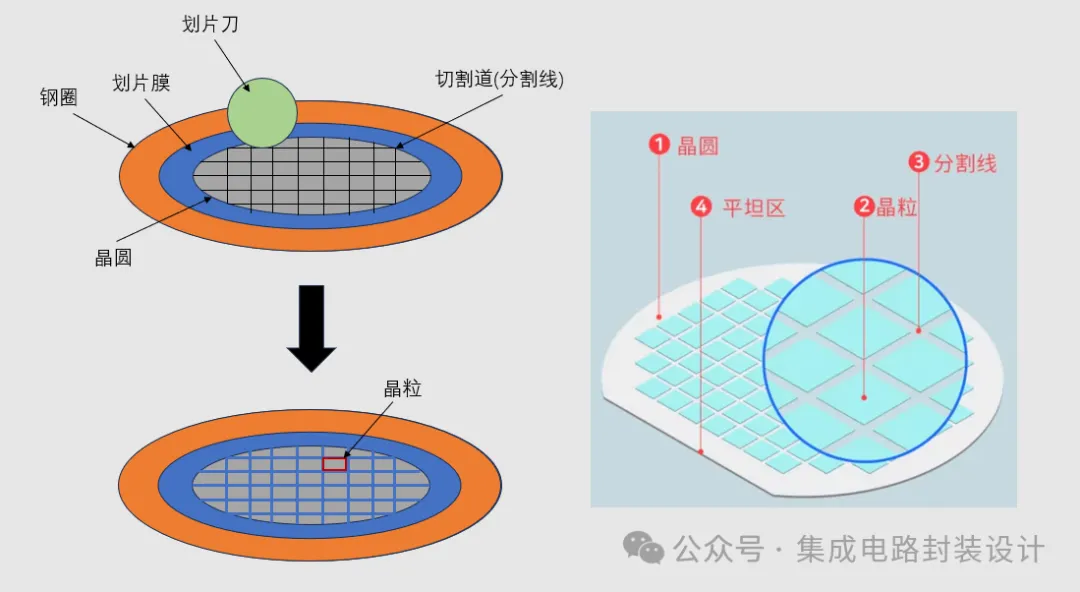 划片刀
划片膜
切割道(分割线)
钢圈
晶圆
晶粒
1 晶圆
3 分割线
4 平坦区
2 晶粒
公众号 · 集成电路封装设计